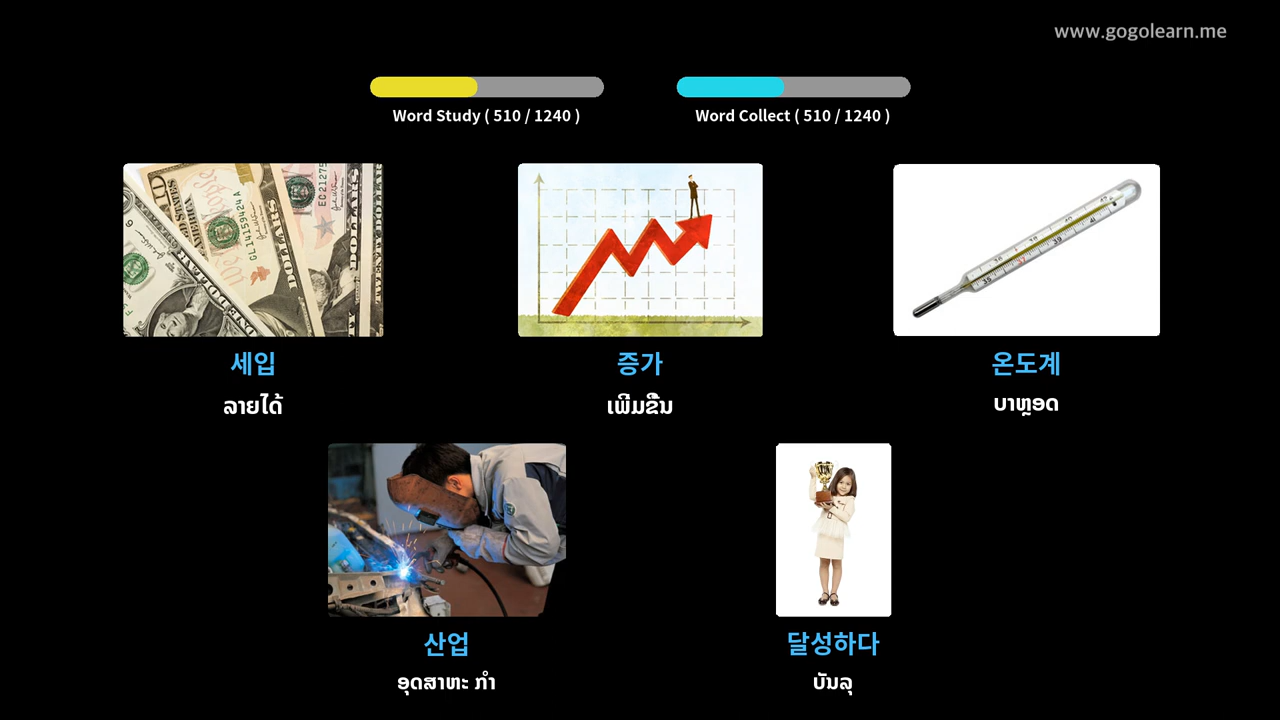 www.gogolearn.me
Word Study ( 510 / 1240 )
Word Collect ( 510 / 1240 )
세입
ລາຍໄດ້
증가
ເພີ່ມຂຶ້ນ
온도계
ບາຫຼອດ
산업
ອຸດສາຫະ ກຳ
달성하다
ບັນລຸ